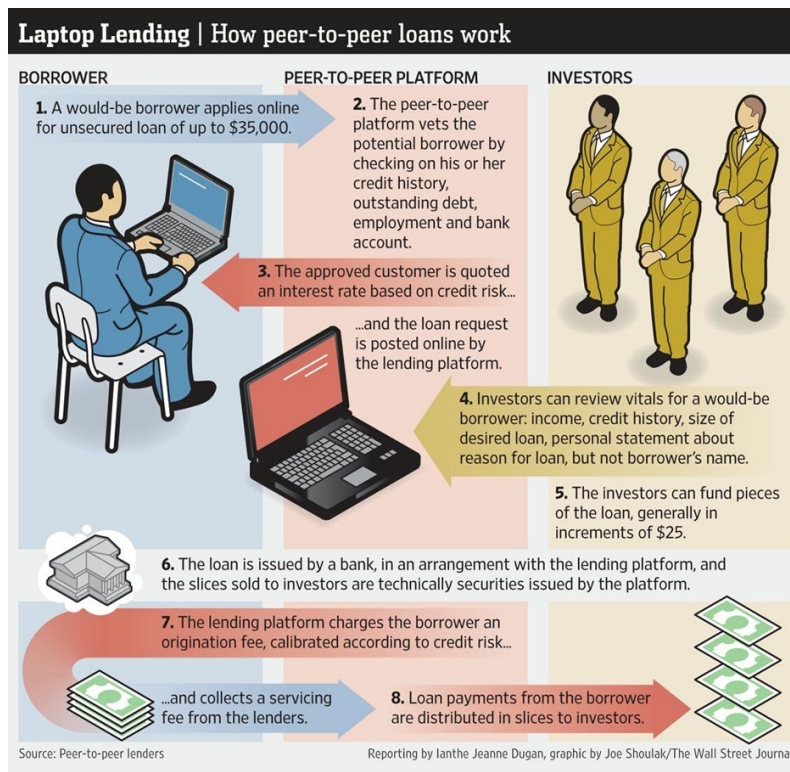 Laptop Lending | How peer-to-peer loans work
BORROWER
PEER-TO-PEER PLATFORM
INVESTORS
1. A would-be borrower applies online
for unsecured loan of up to $35,000.
2. The peer-to-peer
platform vets the
potential borrower by
checking on his or her
credit history,
outstanding debt,
employment and bank
account.
3. The approved customer is quoted
an interest rate based on credit risk...
...and the loan request
is posted online by
the lending platform.
4. Investors can review vitals for a would-be
borrower: income, credit history, size of
desired loan, personal statement about
reason for loan, but not borrower's name.
5. The investors can fund pieces
of the loan, generally in
increments of $25.
6. The loan is issued by a bank, in an arrangement with the lending platform, and
the slices sold to investors are technically securities issued by the platform.
7. The lending platform charges the borrower an
origination fee, calibrated according to credit risk...
...and collects a servicing
fee from the lenders.
8. Loan payments from the borrower
are distributed in slices to investors.
Source: Peer-to-peer lenders
Reporting by Ianthe Jeanne Dugan, graphic by Joe Shoulak/The Wall Street Journa